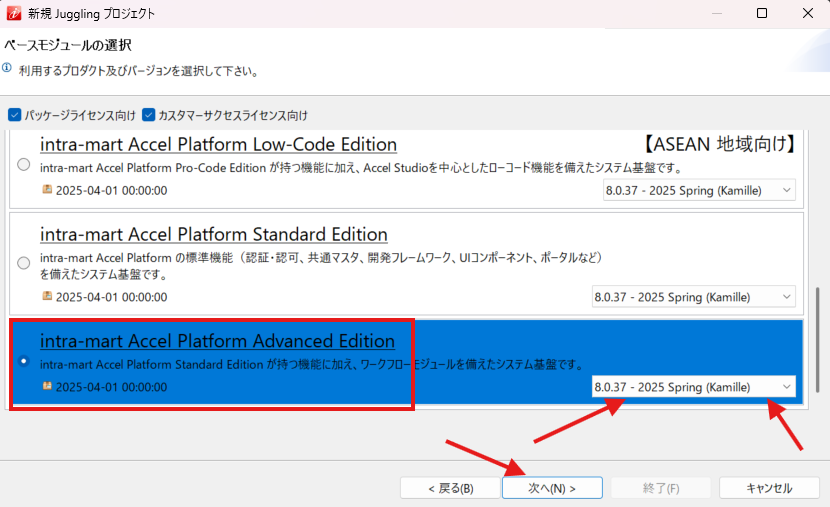 新規 Juggling プロジェクト
ベースモジュールの選択
利用するプロダクト及びバージョンを選択して下さい。
パッケージライセンス向け カスタマーサクセスライセンス向け
intra-mart Accel Platform Low-Code Edition 【ASEAN 地域向け】
intra-mart Accel Platform Pro-Code Edition が持つ機能に加え、Accel Studioを中心としたローコード機能を備えたシステム基盤です。
2025-04-01 00:00:00 8.0.37 - 2025 Spring (Kamille)
intra-mart Accel Platform Standard Edition
intra-mart Accel Platform の標準機能（認証・認可、共通マスタ、開発フレームワーク、UIコンポーネント、ポータルなど）
を備えたシステム基盤です。
2025-04-01 00:00:00 8.0.37 - 2025 Spring (Kamille)
intra-mart Accel Platform Advanced Edition
intra-mart Accel Platform Standard Edition が持つ機能に加え、ワークフローモジュールを備えたシステム基盤です。
2025-04-01 00:00:00 8.0.37 - 2025 Spring (Kamille)
< 戻る(B) 次へ(N) > 終了(F) キャンセル